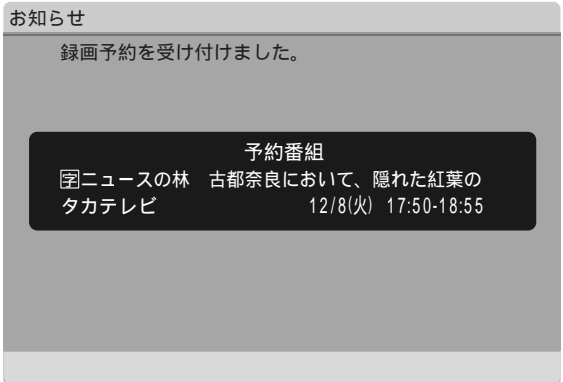 お知らせ
録画予約を受け付けました。
予約番組
🈑ニュースの林　古都奈良において、隠れた紅葉の
タカテレビ　12/8(火)　17:50-18:55